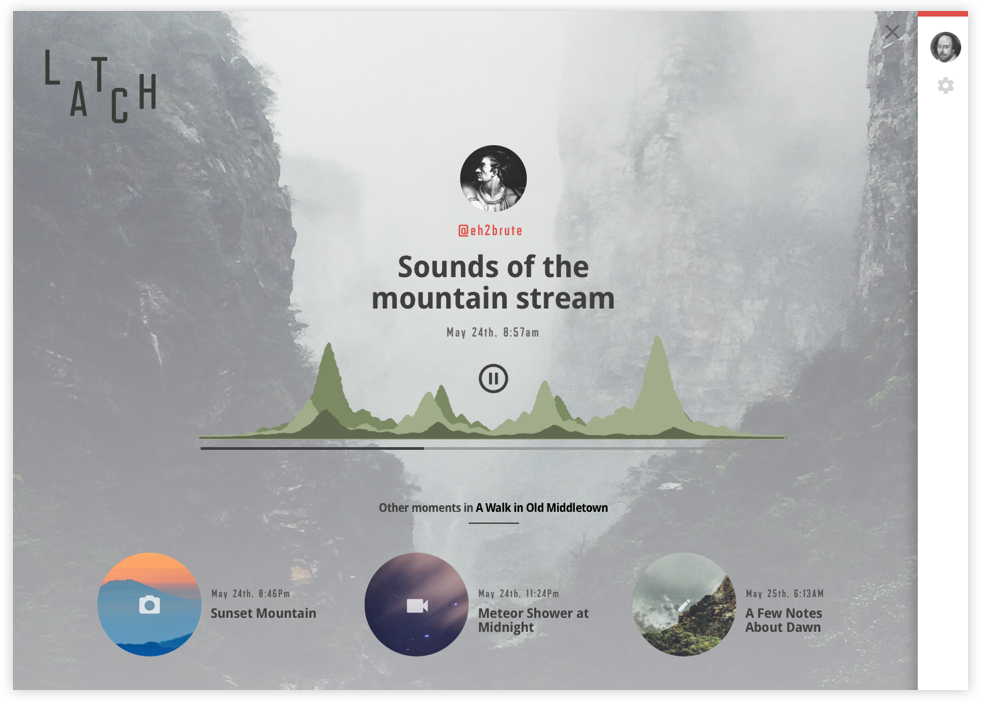 LATCH
@eh2brute
Sounds of the
mountain stream
May 24th, 8:57am
Other moments in A Walk in Old Middletown
May 24th, 8:46Pm
Sunset Mountain
May 24th, 11:24Pm
Meteor Shower at
Midnight
May 25th, 6:13AM
A Few Notes
About Dawn